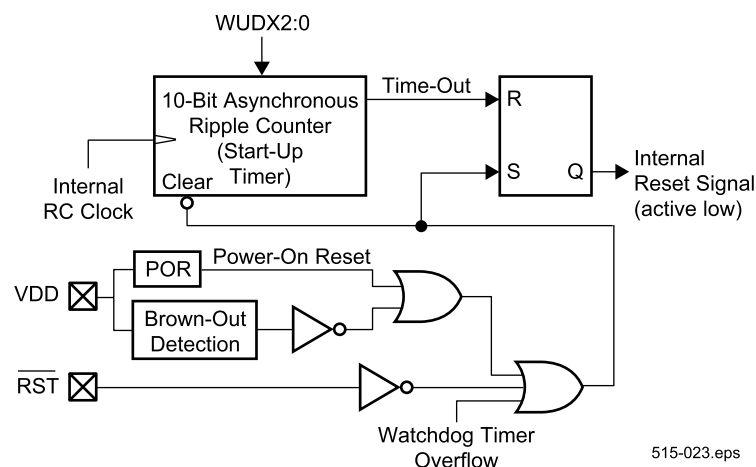 WUDX2:0
10-Bit Asynchronous
Ripple Counter
(Start-Up
Timer)
Clear
Time-Out
R
S
Q
Internal
Reset Signal
(active low)
Internal
RC Clock
Power-On Reset
POR
VDD
Brown-Out
Detection
RST
Watchdog Timer
Overflow
515-023.eps